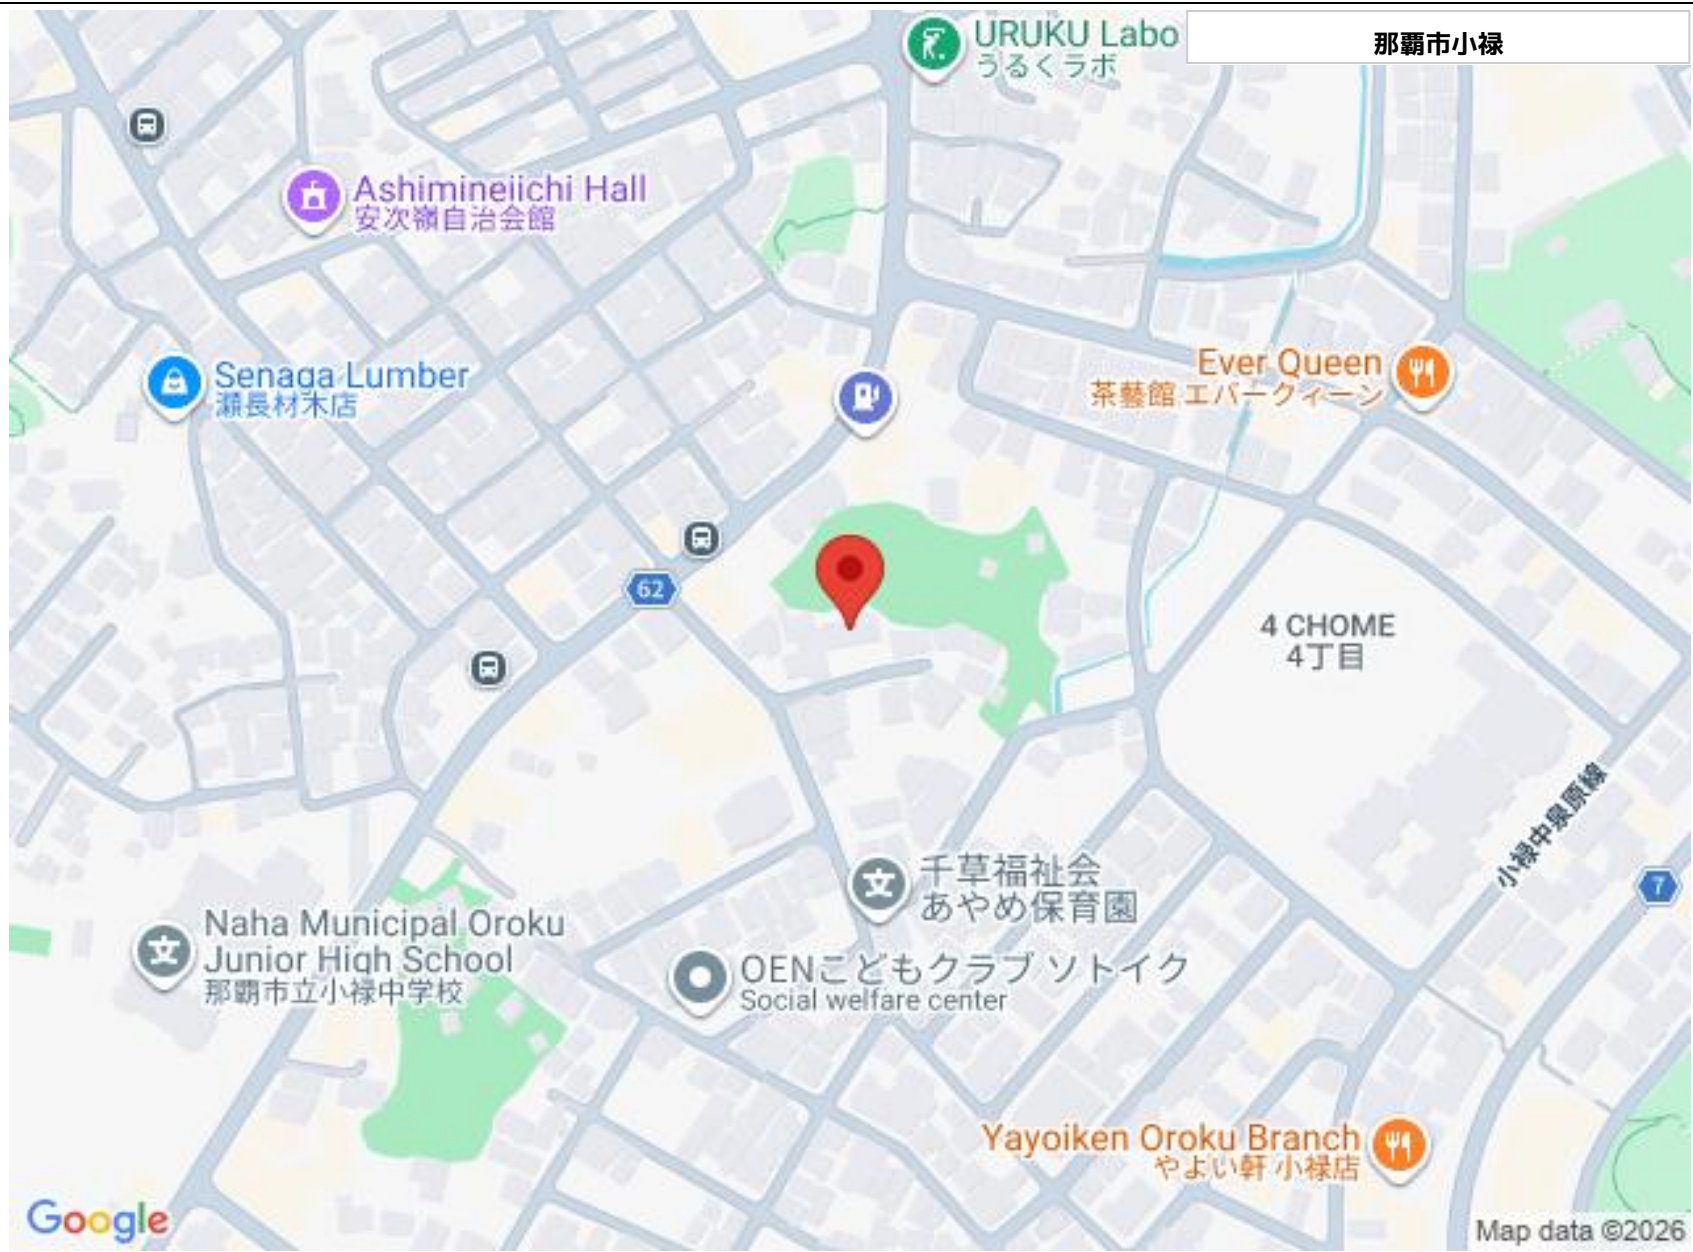 URUKU Labo
うるくラボ
那覇市小禄
Ashimineiichi Hall
安次嶺自治会館
Senaga Lumber
瀬長材木店
Ever Queen
茶藝館 エバークィーン
62
4 CHOME
4丁目
小禄中泉原線
7
千草福祉会
あやめ保育園
Naha Municipal Oroku
Junior High School
那覇市立小禄中学校
OENこどもクラブ ソトイク
Social welfare center
Yayoiken Oroku Branch
やよい軒 小禄店
Google
Map data ©2026